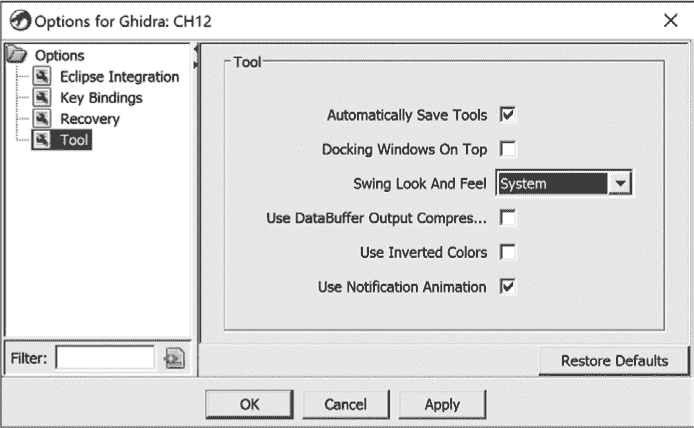 Options for Ghidra: CH12
Options
Eclipse Integration
Key Bindings
Recovery
Tool
Filter:
Tool
Automatically Save Tools
Docking Windows On Top
Swing Look And Feel System
Use DataBuffer Output Compres...
Use Inverted Colors
Use Notification Animation
Restore Defaults
OK Cancel Apply